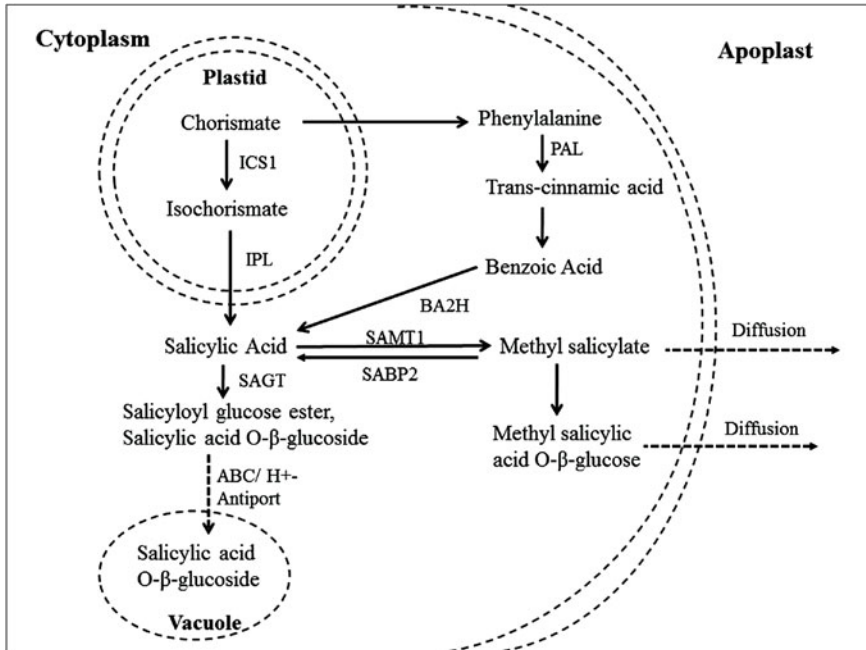 Cytoplasm
Apoplast
Plastid
Chorismate
Phenylalanine
ICS1
PAL
Isochorismate
Trans-cinnamic acid
IPL
Benzoic Acid
BA2H
Salicylic Acid
SAMT1
Methyl salicylate
Diffusion
SABP2
SAGT
Salicyloyl glucose ester,
Salicylic acid O-β-glucoside
Methyl salicylic
acid O-β-glucose
Diffusion
ABC/ H+-
Antiport
Salicylic acid
O-β-glucoside
Vacuole